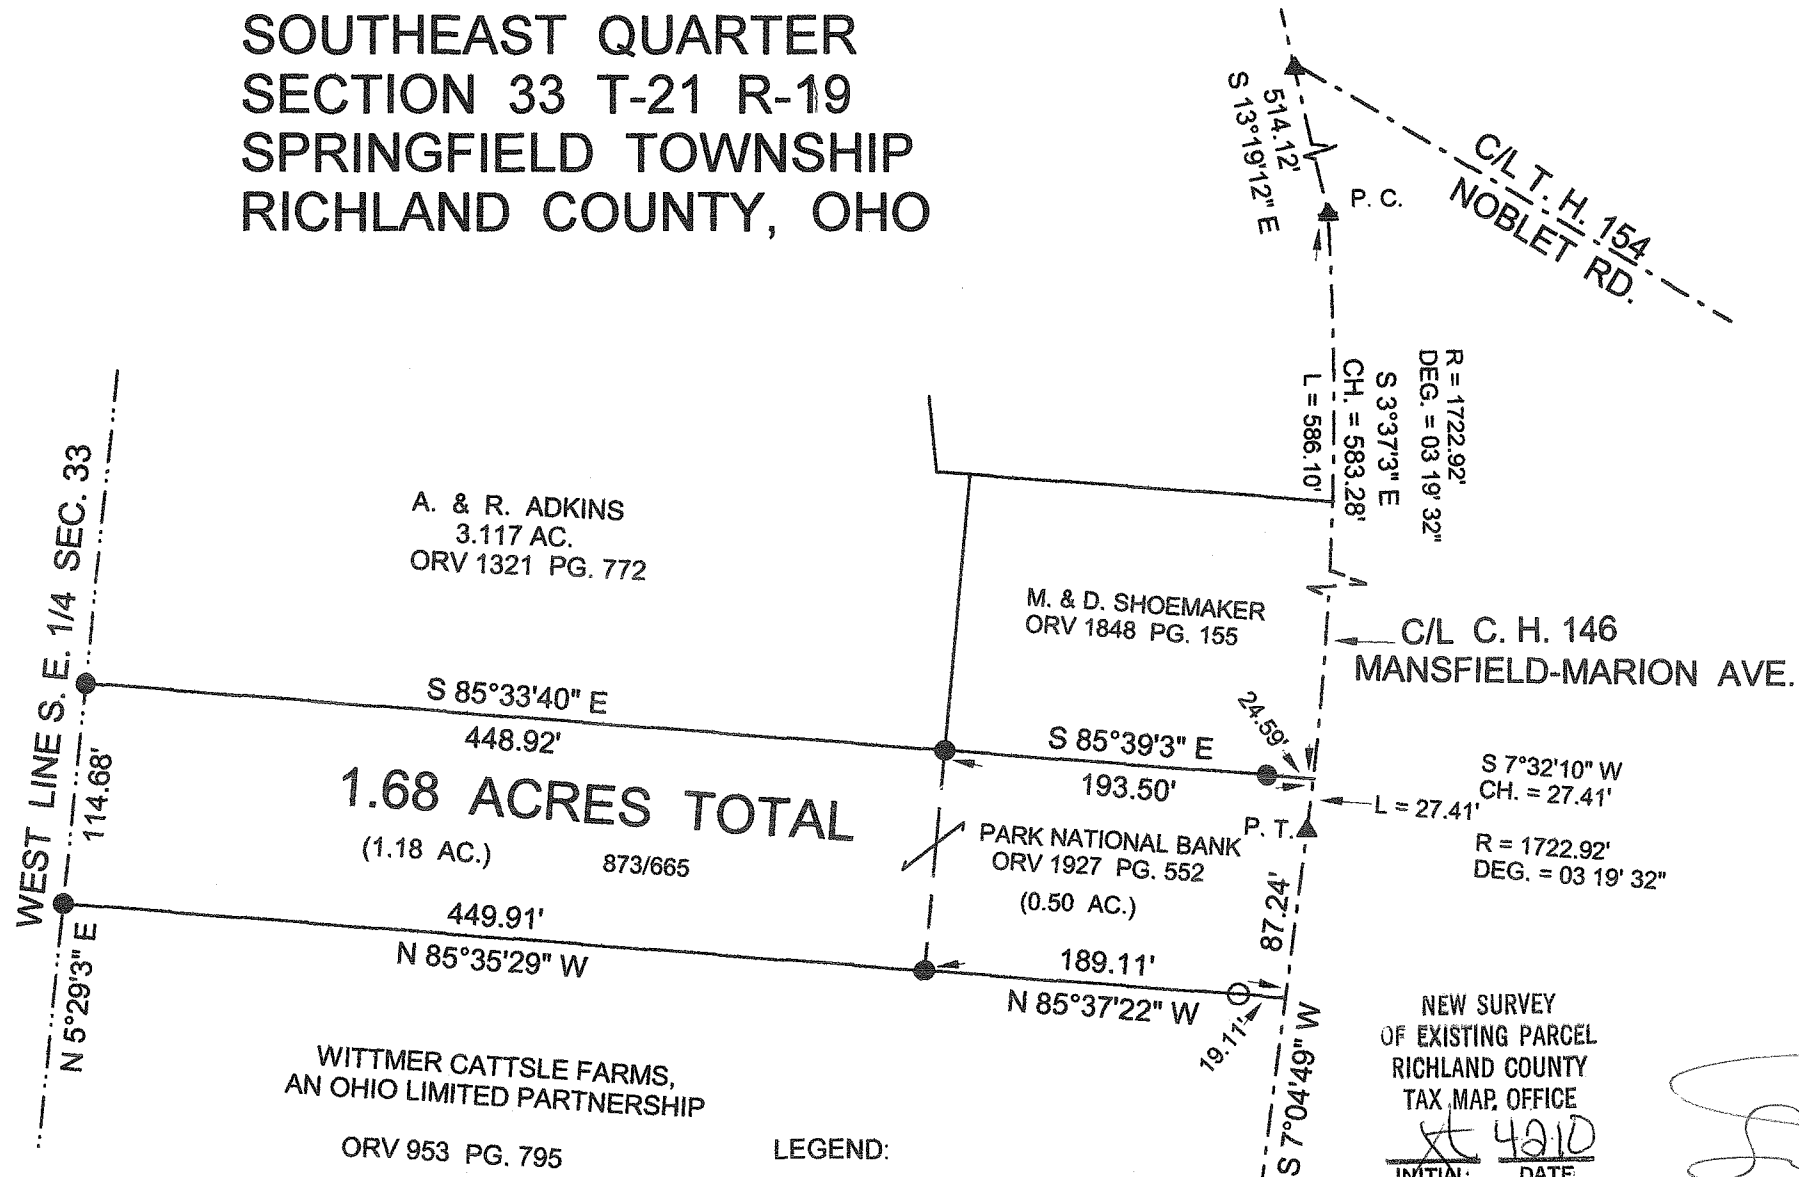 SOUTHEAST QUARTER
SECTION 33 T-21 R-19
SPRINGFIELD TOWNSHIP
RICHLAND COUNTY, OHO
514.12'
S 13°19'12" E
P. C.
C/L T. H. 154
NOBLET RD.
R = 1722.92'
DEG. = 03 19' 32"
S 3°37'3" E
CH. = 583.28'
L = 586.10'
A. & R. ADKINS
3.117 AC.
ORV 1321 PG. 772
M. & D. SHOEMAKER
ORV 1848 PG. 155
C/L C. H. 146
MANSFIELD-MARION AVE.
WEST LINE S. E. 1/4 SEC. 33
114.68'
N 5°29'3" E
S 85°33'40" E
448.92'
S 85°39'3" E
193.50'
24.59'
1.68 ACRES TOTAL
(1.18 AC.)
873/665
PARK NATIONAL BANK
ORV 1927 PG. 552
(0.50 AC.)
P. T.
L = 27.41'
S 7°32'10" W
CH. = 27.41'
R = 1722.92'
DEG. = 03 19' 32"
87.24'
449.91'
N 85°35'29" W
189.11'
N 85°37'22" W
19.11'
S 7°04'49" W
WITTMER CATTSLE FARMS,
AN OHIO LIMITED PARTNERSHIP
ORV 953 PG. 795
LEGEND:
NEW SURVEY
OF EXISTING PARCEL
RICHLAND COUNTY
TAX MAP. OFFICE
DATE